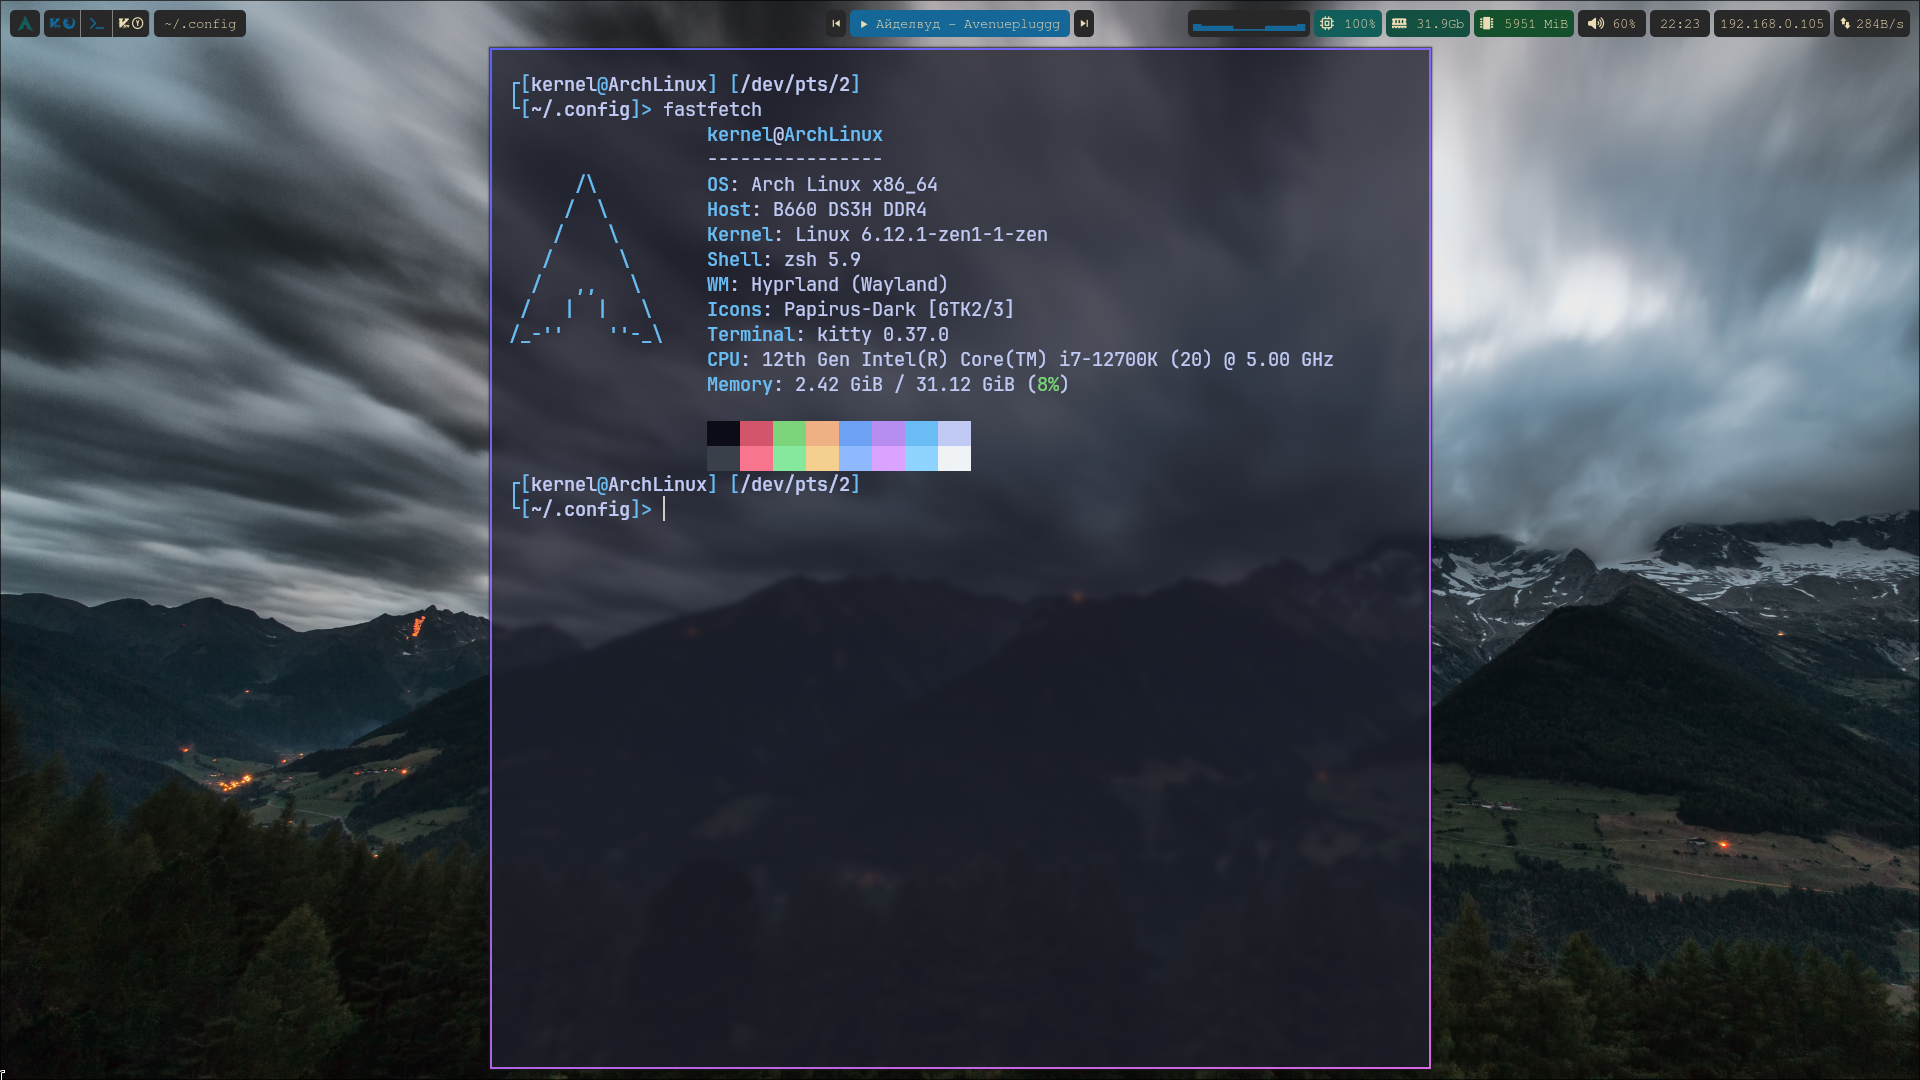 ~/.config
Айделвуд - Avenuepluggg
100%
31.9Gb
5951 MiB
60%
22:23
192.168.0.105
284B/s
┌[kernel@ArchLinux] [/dev/pts/2]
└[~/.config]> fastfetch
kernel@ArchLinux
----------------
OS: Arch Linux x86_64
Host: B660 DS3H DDR4
Kernel: Linux 6.12.1-zen1-1-zen
Shell: zsh 5.9
WM: Hyprland (Wayland)
Icons: Papirus-Dark [GTK2/3]
Terminal: kitty 0.37.0
CPU: 12th Gen Intel(R) Core(TM) i7-12700K (20) @ 5.00 GHz
Memory: 2.42 GiB / 31.12 GiB (8%)
┌[kernel@ArchLinux] [/dev/pts/2]
└[~/.config]>